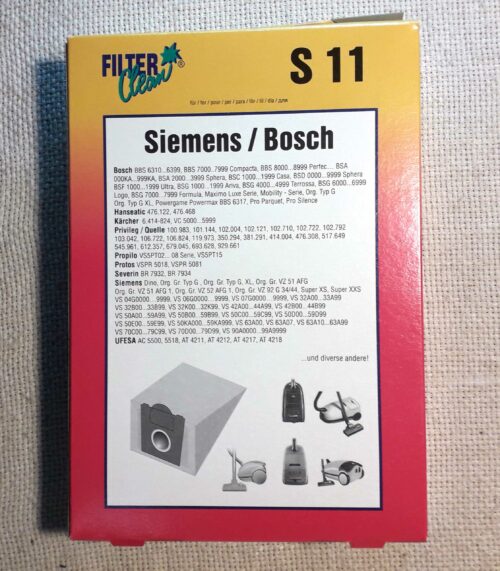 FILTER
Clean®
S 11
für / for / pour / per / para / för / til / dla / для
Siemens / Bosch
Bosch BBS 6310...6399, BBS 7000...7999 Compacta, BBS 8000...8999 Perfec... BSA
000KA...999KA, BSA 2000...3999 Sphera, BSC 1000...1999 Casa, BSD 0000...9999 Sphera
BSF 1000...1999 Ultra, BSG 1000...1999 Ariva, BSG 4000...4999 Terrossa, BSG 6000...6999
Logo, BSG 7000...7999 Formula, Maximo Luxe Serie, Mobility - Serie, Org. Typ G
Org. Typ G XL, Powergame Powermax BBS 6317, Pro Parquet, Pro Silence
Hanseatic 476.122, 476.468
Kärcher 6.414-824, VC 5000...5999
Privileg / Quelle 100.983, 101.144, 102.004, 102.121, 102.710, 102.722, 102.792
103.042, 106.722, 106.824, 119.973, 350.294, 381.091, 414.004, 476.308, 517.649
545.961, 612.357, 679.045, 693.628, 929.661
Propilo VS5PT02... 08 Serie, VS5PT15
Protos VSPR 5018, VSPR 5081
Severin BR 7932, BR 7934
Siemens Dino, Org. Gr. Typ G , Org. Gr. Typ G, XL, Org. Gr. VZ 51 AFG
Org. Gr. VZ 51 AFG 1, Org. Gr. VZ 52 AFG 1, Org. Gr. VZ 92 G 34/44, Super XS, Super XXS
VS 04G0000....9999, VS 06G0000...9999, VS 07G0000...9999, VS 32A00...33A99
VS 32B00...33B99, VS 32K00...32K99, VS 42A00...44A99, VS 42B00...44B99
VS 50A00...59A99, VS 50B00...59B99, VS 50C00...59C99, VS 50D00...59D99
VS 50E00...59E99, VS 50KA000...59KA999, VS 63A00, VS 63A07, VS 63A10...63A99
VS 70C00...79C99, VS 70D00...79D99, VS 90A000...99A9999
UFESA AC 5500, 5518, AT 4211, AT 4212, AT 4217, AT 4218
...und diverse andere!